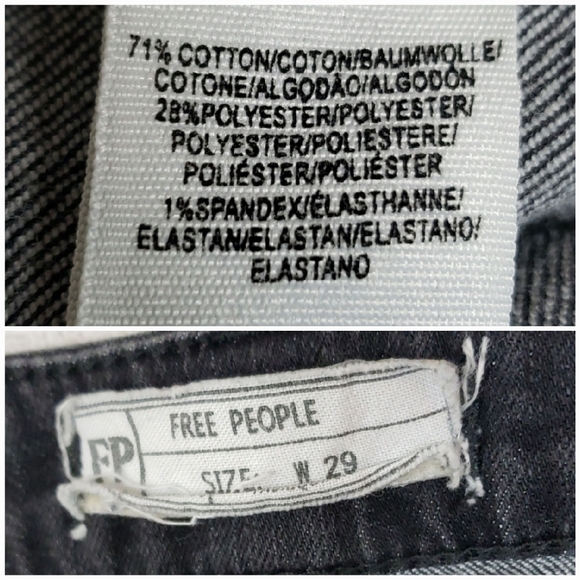 71% COTTON/COTON/BAUMWOLLE/
COTONE/ALGODÃO/ALGODÓN
28%POLYESTER/POLYESTER/
POLYESTER/POLIESTERE/
POLIÉSTER/POLIÉSTER
1%SPANDEX/ÉLASTHANNE/
ELASTAN/ELASTAN/ELASTANO/
ELASTANO
FP
FREE PEOPLE
SIZE: W 29